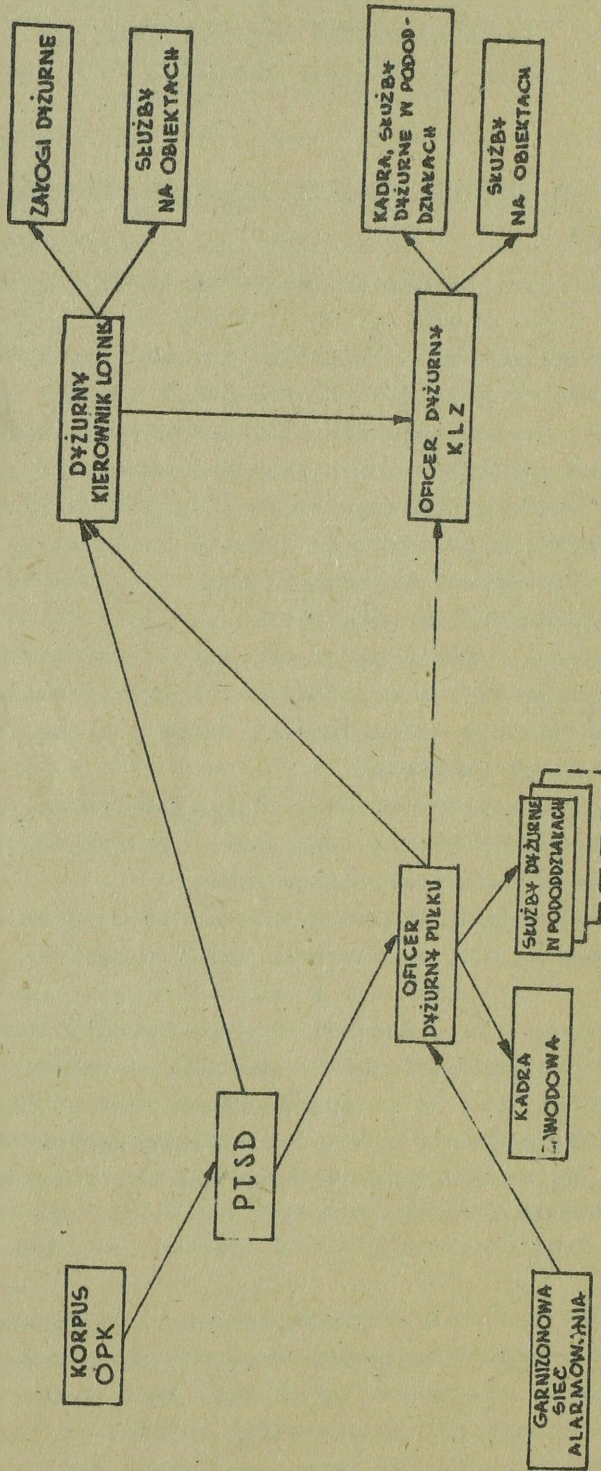 KORPUS
OPK
PTSD
GARNIZONOWA
SIEĆ
ALARMOWANIA
OFICER
DYŻURNY PUŁKU
KADRA
ZAWODOWA
SŁUŻBY DYŻURNE
W PODODDZIAŁACH
DYŻURNY
KIEROWNIK
OFICER DYŻURNY
KLZ
ZAŁOGI DYŻURNE
SŁUŻBY
NA OBIEKTACH
KADRA, SŁUŻBY
DYŻURNE W PODOD-
DZIAŁACH
SŁUŻBY
NA OBIEKTACH